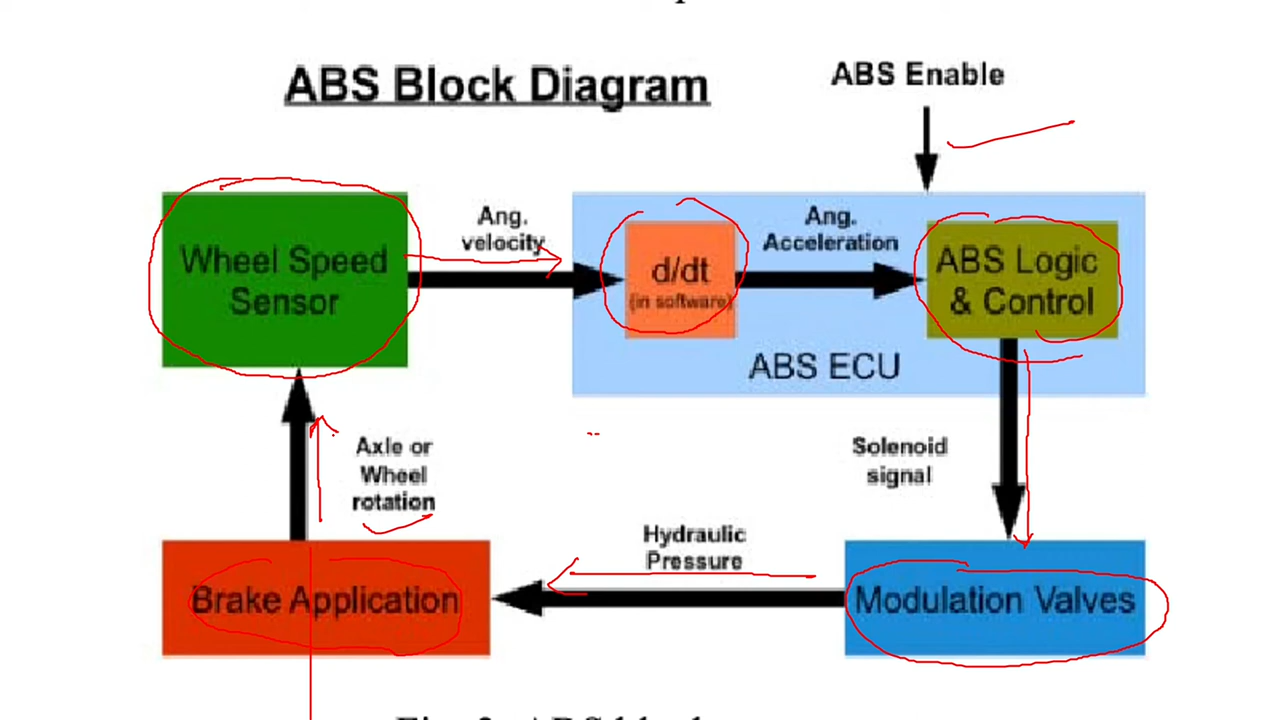 ABS Block Diagram
ABS Enable
Wheel Speed
Sensor
Ang.
velocity
d/dt
(in software)
Ang.
Acceleration
ABS Logic
& Control
ABS ECU
Axle or
Wheel
rotation
Solenoid
signal
Hydraulic
Pressure
Brake Application
Modulation Valves